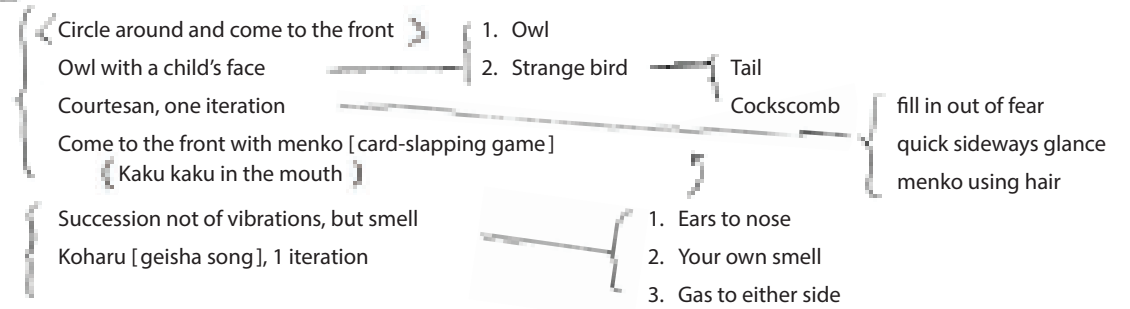 Circle around and come to the front 1. Owl
Owl with a child’s face 2. Strange bird Tail
Courtesan, one iteration Cockscomb fill in out of fear
Come to the front with menko [card-slapping game] quick sideways glance
(Kaku kaku in the mouth) menko using hair
Succession not of vibrations, but smell 1. Ears to nose
Koharu [geisha song], 1 iteration 2. Your own smell
3. Gas to either side